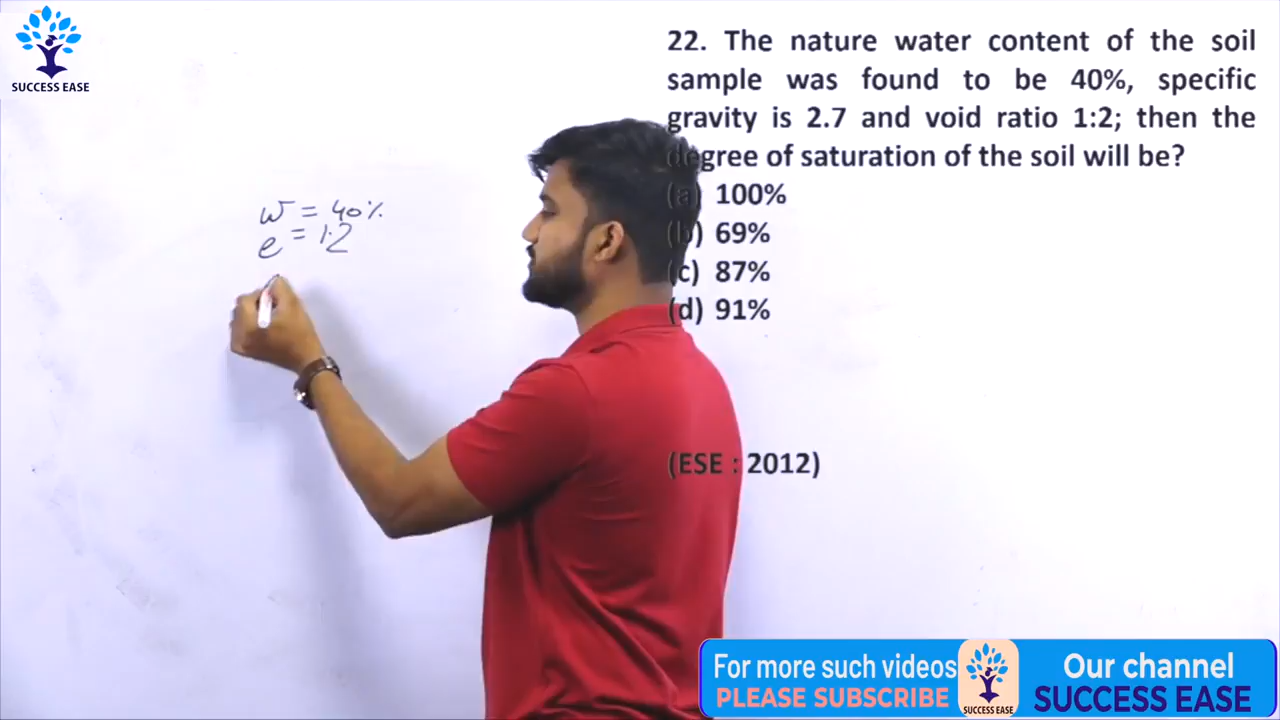 SUCCESS EASE
22. The nature water content of the soil
sample was found to be 40%, specific
gravity is 2.7 and void ratio 1:2; then the
degree of saturation of the soil will be?
(a) 100%
(b) 69%
(c) 87%
(d) 91%
(ESE : 2012)
w = 40%
e = 1.2
For more such videos
PLEASE SUBSCRIBE
SUCCESS EASE
Our channel
SUCCESS EASE